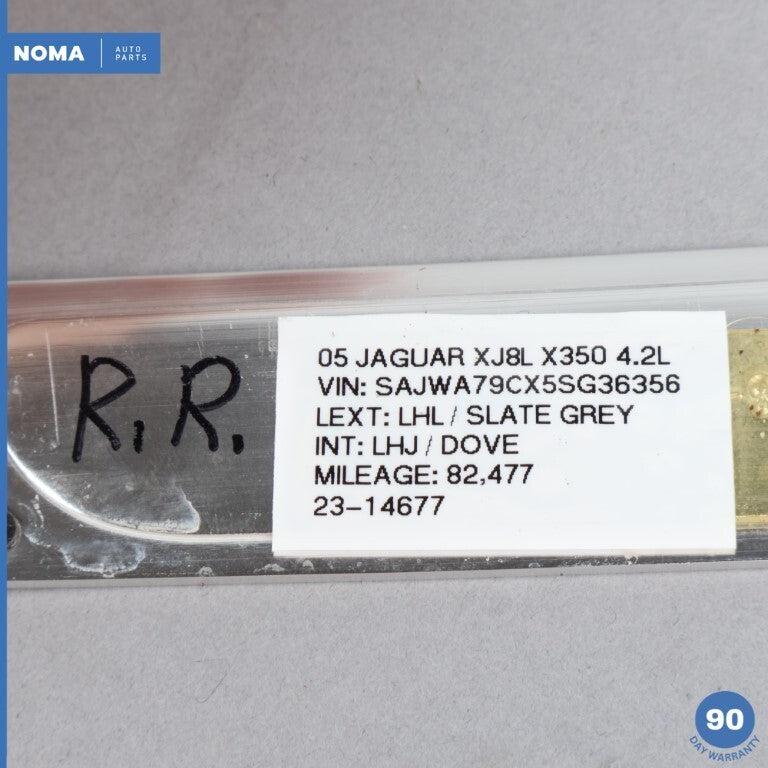 NOMA AUTO PARTS
R.R.
05 JAGUAR XJ8L X350 4.2L
VIN: SAJWA79CX5SG36356
LEXT: LHL / SLATE GREY
INT: LHJ / DOVE
MILEAGE: 82,477
23-14677
90
DAY WARRANTY